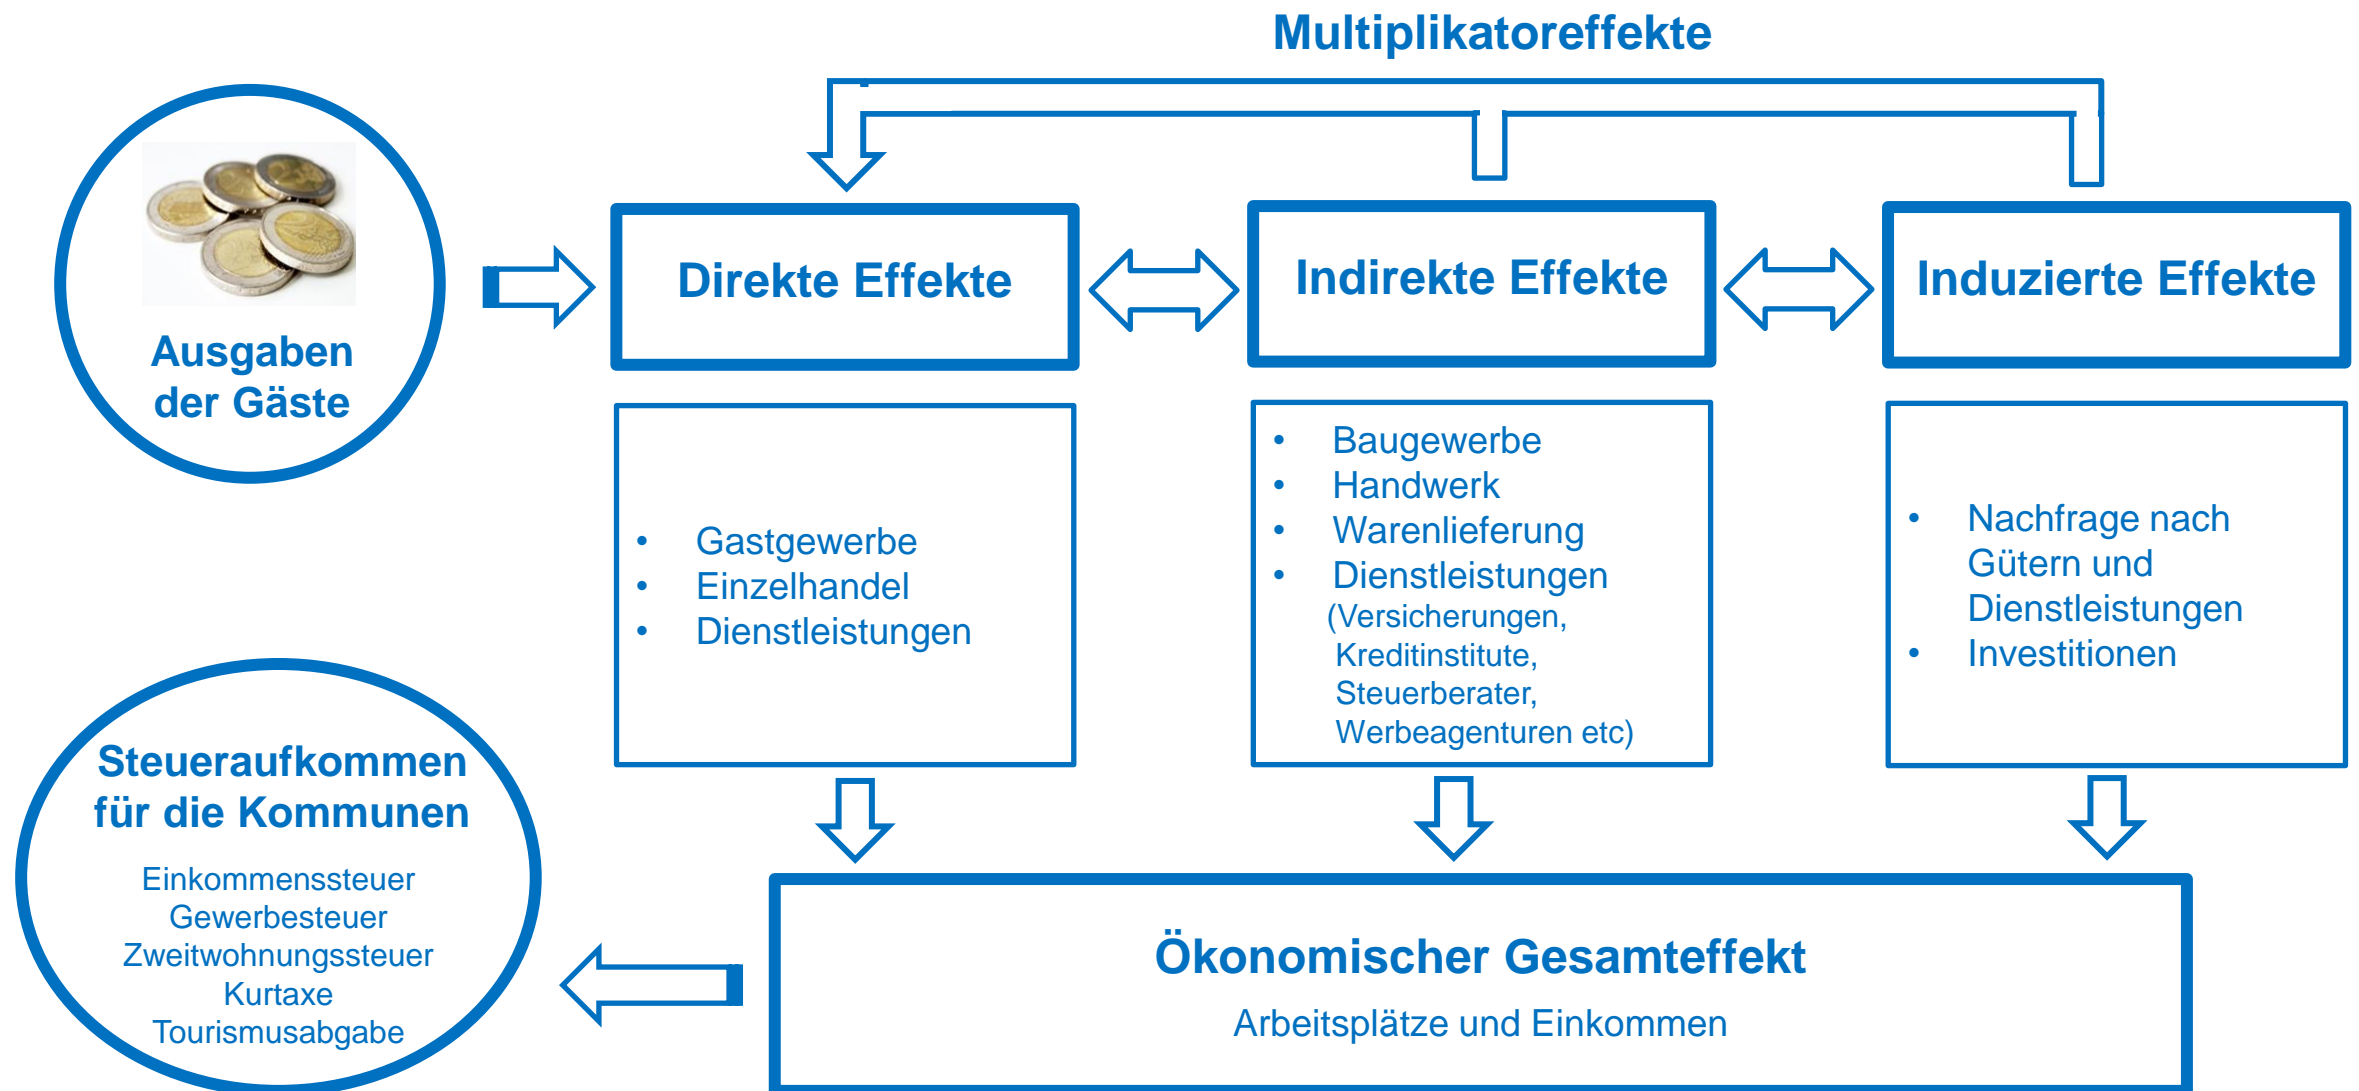 Multiplikatoreffekte
Ausgaben
der Gäste
Direkte Effekte
Indirekte Effekte
Induzierte Effekte
• Gastgewerbe
• Einzelhandel
• Dienstleistungen
• Baugewerbe
• Handwerk
• Warenlieferung
• Dienstleistungen
(Versicherungen,
Kreditinstitute,
Steuerberater,
Werbeagenturen etc)
• Nachfrage nach
Gütern und
Dienstleistungen
• Investitionen
Steueraufkommen
für die Kommunen
Einkommenssteuer
Gewerbesteuer
Zweitwohnungssteuer
Kurtaxe
Tourismusabgabe
Ökonomischer Gesamteffekt
Arbeitsplätze und Einkommen